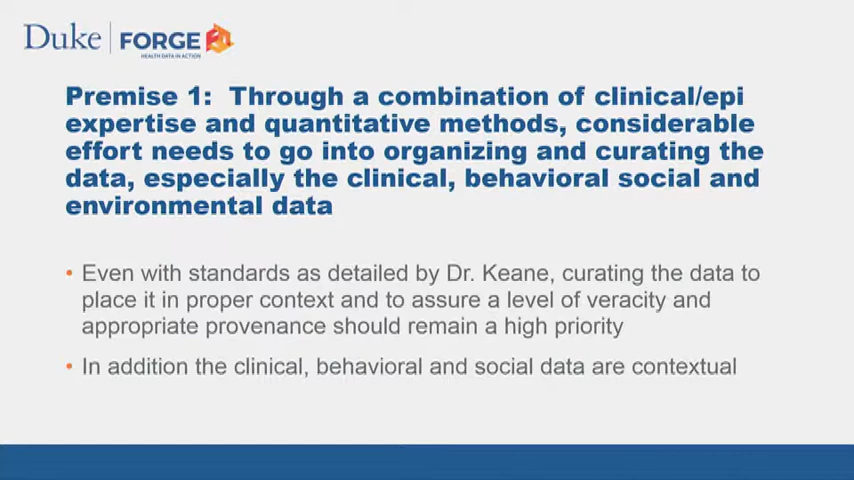 Duke FORGE
HEALTH DATA IN ACTION
Premise 1: Through a combination of clinical/epi
expertise and quantitative methods, considerable
effort needs to go into organizing and curating the
data, especially the clinical, behavioral social and
environmental data
• Even with standards as detailed by Dr. Keane, curating the data to
place it in proper context and to assure a level of veracity and
appropriate provenance should remain a high priority
• In addition the clinical, behavioral and social data are contextual